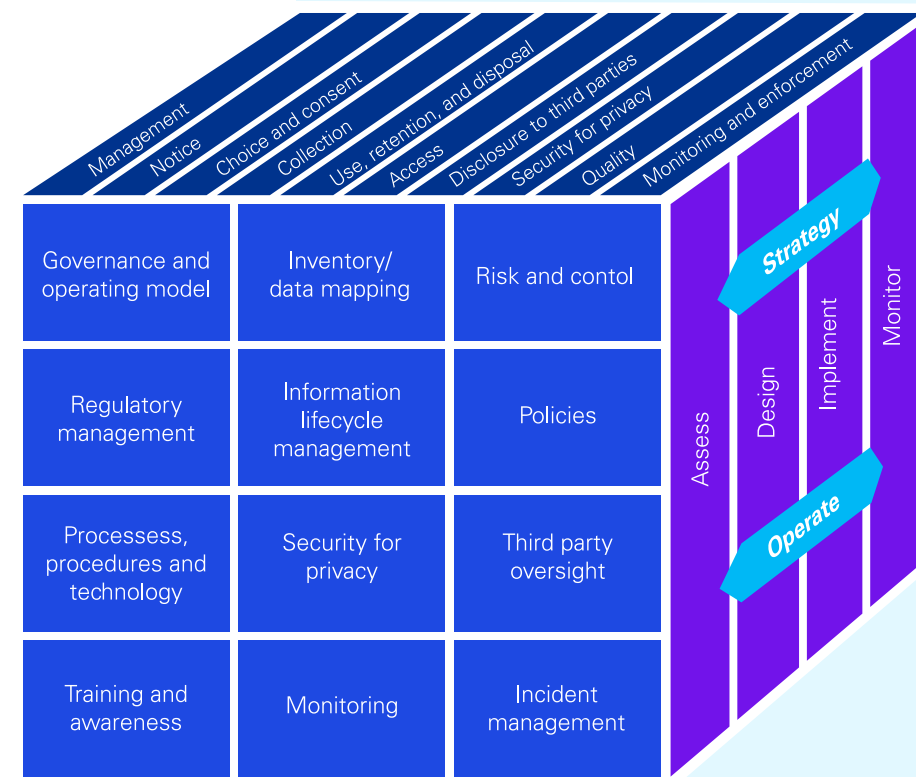 Management
Notice
Choice and consent
Collection
Use, retention, and disposal
Access
Disclosure to third parties
Security for privacy
Quality
Monitoring and enforcement
Governance and
operating model
Inventory/
data mapping
Risk and contol
Regulatory
management
Information
lifecycle
management
Policies
Processess,
procedures and
technology
Security for
privacy
Third party
oversight
Training and
awareness
Monitoring
Incident
management
Assess
Design
Implement
Monitor
Strategy
Operate